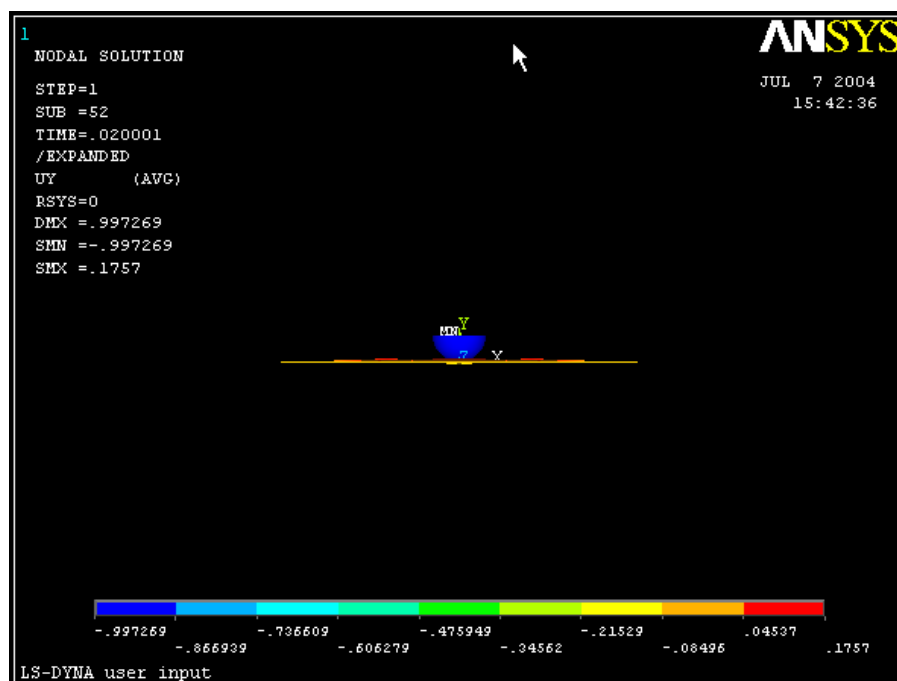 1
ANSYS
NODAL SOLUTION
JUL 7 2004
15:42:36
STEP=1
SUB =52
TIME=.020001
/EXPANDED
UY (AVG)
RSYS=0
DMX =.997269
SMN =-.997269
SMX =.1757
MN Y
Z X
-.997269 -.736609 -.475949 -.21529 .04537
-.866939 -.606279 -.34562 -.08496 .1757
LS-DYNA user input